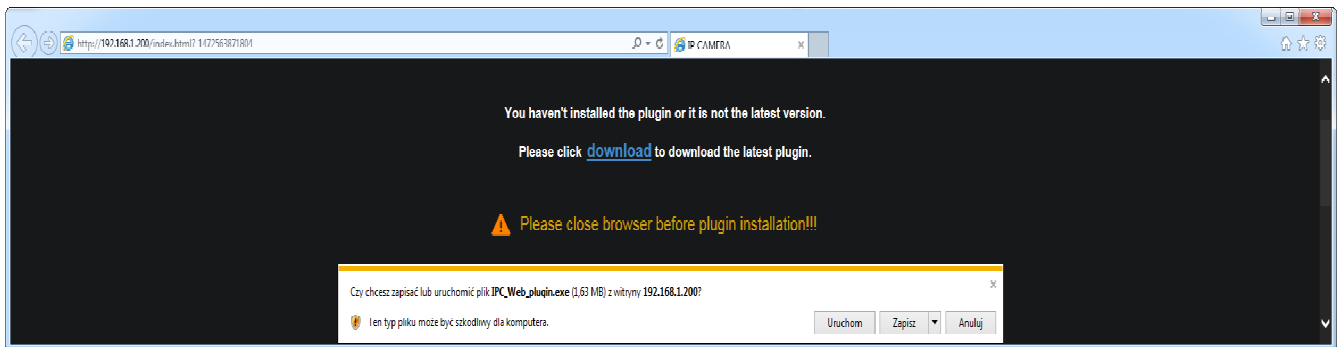 http://192.168.1.200/index.html?1472563871804
IP CAMERA
You haven't installed the plugin or it is not the latest version.
Please click download to download the latest plugin.
Please close browser before plugin installation!!!
Czy chcesz zapisać lub uruchomić plik IPC_Web_plugin.exe (1,63 MB) z witryny 192.168.1.200?
Ten typ pliku może być szkodliwy dla komputera.
Uruchom Zapisz Anuluj